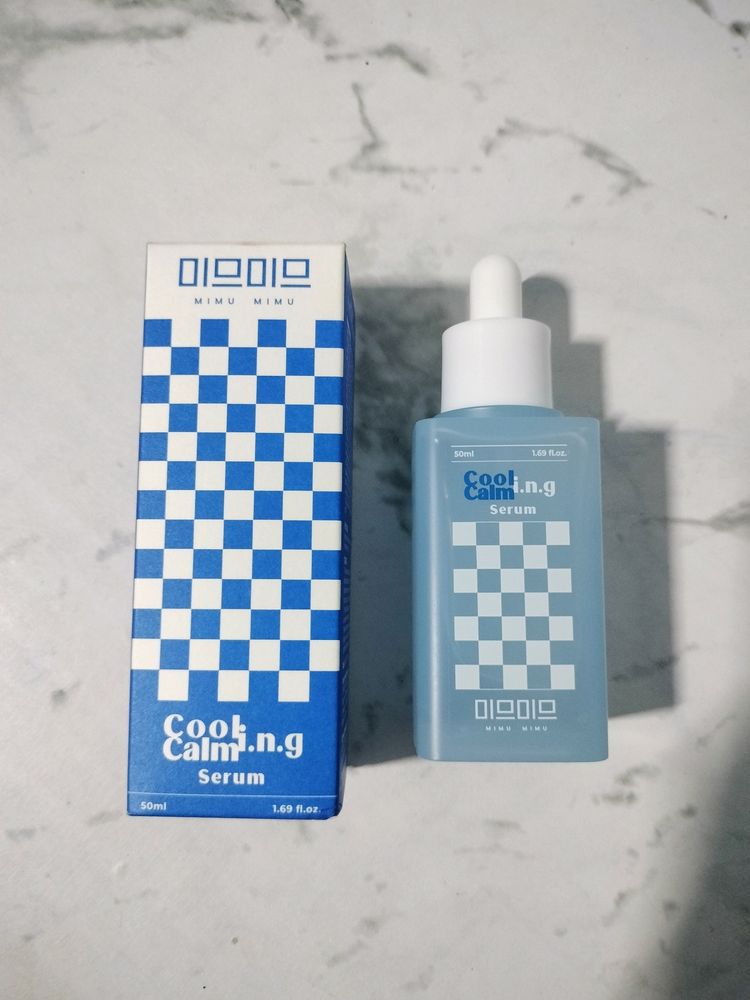 미므미므
MIMU MIMU
Cool
Calm i.n.g
Serum
50ml 1.69 fl.oz.
50ml 1.69 fl.oz.
Cool
Calm i.n.g
Serum
미므미므
MIMU MIMU